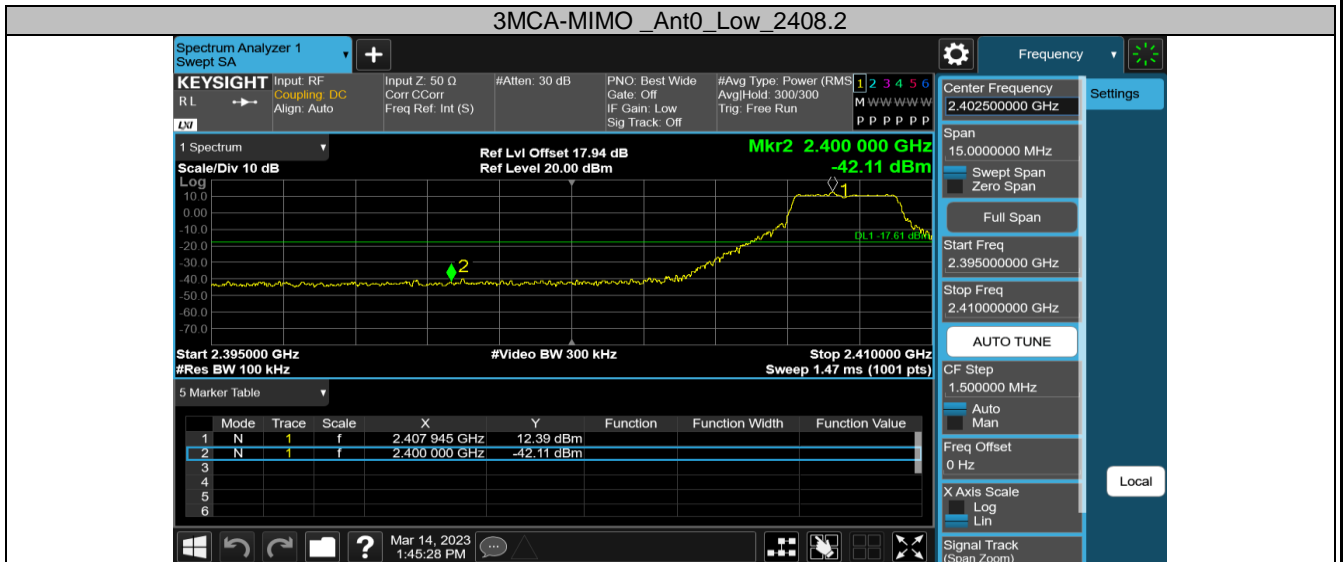 3MCA-MIMO _Ant0_Low_2408.2
Spectrum Analyzer 1
Swept SA
+
Frequency
KEYSIGHT
RL
LXI
Input: RF
Coupling: DC
Align: Auto
Input Z: 50 Ω
Corr CCorr
Freq Ref: Int (S)
#Atten: 30 dB
PNO: Best Wide
Gate: Off
IF Gain: Low
Sig Track: Off
#Avg Type: Power (RMS
Avg|Hold: 300/300
Trig: Free Run
1 2 3 4 5 6
M W W W W W
P P P P P P
1 Spectrum
Scale/Div 10 dB
Ref Lvl Offset 17.94 dB
Ref Level 20.00 dBm
Mkr2 2.400 000 GHz
-42.11 dBm
Log
10.0
0.00
-10.0
-20.0
-30.0
-40.0
-50.0
-60.0
-70.0
1
2
DL1 -17.61 dBm
Start 2.395000 GHz
#Video BW 300 kHz
Stop 2.410000 GHz
#Res BW 100 kHz
Sweep 1.47 ms (1001 pts)
5 Marker Table
Mode Trace Scale X Y Function Function Width Function Value
1 N 1 f 2.407 945 GHz 12.39 dBm
2 N 1 f 2.400 000 GHz -42.11 dBm
3
4
5
6
?
Mar 14, 2023
1:45:28 PM
Center Frequency
2.402500000 GHz
Settings
Span
15.0000000 MHz
Swept Span
Zero Span
Full Span
Start Freq
2.395000000 GHz
Stop Freq
2.410000000 GHz
AUTO TUNE
CF Step
1.500000 MHz
Auto
Man
Freq Offset
0 Hz
Local
X Axis Scale
Log
Lin
Signal Track
(Span Zoom)